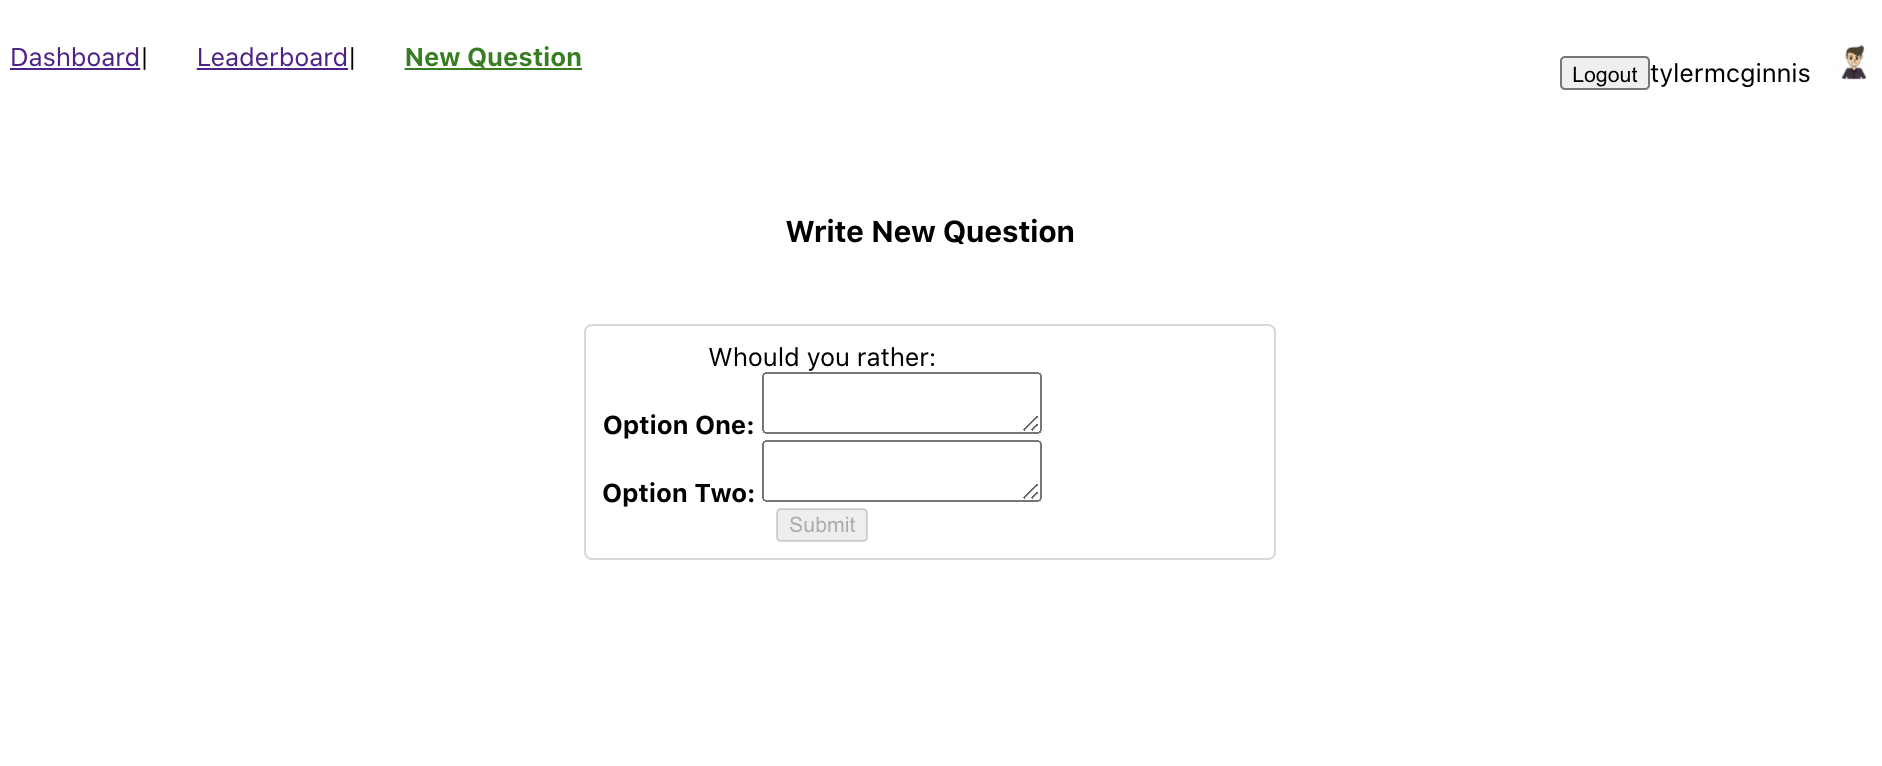 Dashboard| Leaderboard| New Question
Logout tylermcginnis
Write New Question
Whould you rather:
Option One:
Option Two:
Submit